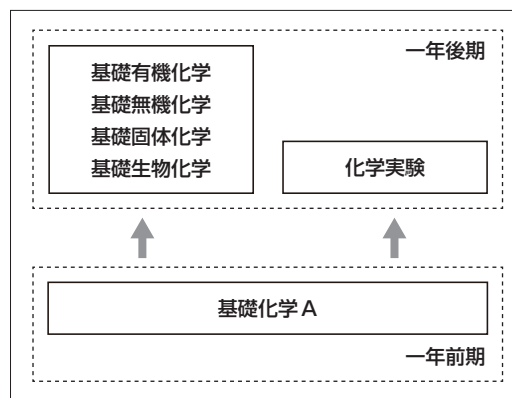 一年後期
基礎有機化学
基礎無機化学
基礎固体化学
基礎生物化学
化学実験
基礎化学A
一年前期